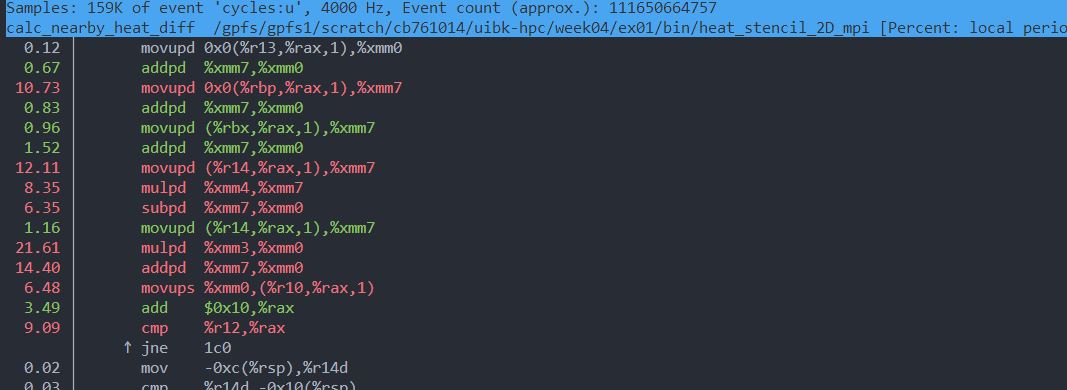 Samples: 159K of event 'cycles:u', 4000 Hz, Event count (approx.): 111650664757
calc_nearby_heat_diff  /gpfs/gpfs1/scratch/cb761014/uibk-hpc/week04/ex01/bin/heat_stencil_2D_mpi [Percent: local perio
0.12 movupd 0x0(%r13,%rax,1),%xmm0
0.67 addpd %xmm7,%xmm0
10.73 movupd 0x0(%rbp,%rax,1),%xmm7
0.83 addpd %xmm7,%xmm0
0.96 movupd (%rbx,%rax,1),%xmm7
1.52 addpd %xmm7,%xmm0
12.11 movupd (%r14,%rax,1),%xmm7
8.35 mulpd %xmm4,%xmm7
6.35 subpd %xmm7,%xmm0
1.16 movupd (%r14,%rax,1),%xmm7
21.61 mulpd %xmm3,%xmm0
14.40 addpd %xmm7,%xmm0
6.48 movups %xmm0,(%r10,%rax,1)
3.49 add $0x10,%rax
9.09 cmp %r12,%rax
↑ jne 1c0
0.02 mov -0xc(%rsp),%r14d
0.03 cmp %r14d,-0x10(%rsp)